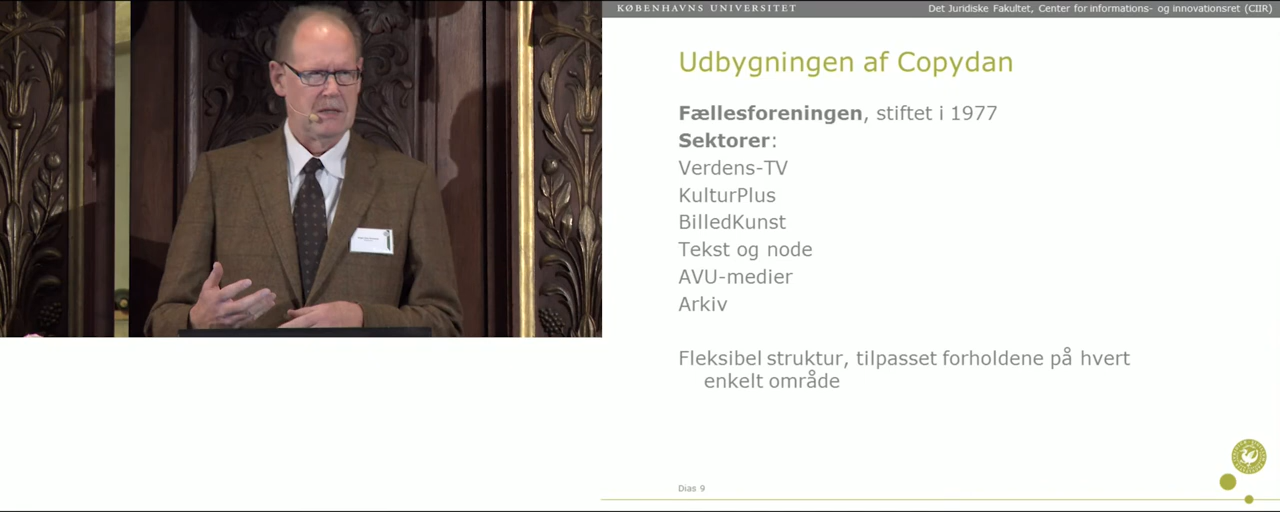 KØBENHAVNS UNIVERSITET
Det Juridiske Fakultet, Center for informations- og innovationsret (CIIR)
Udbygningen af Copydan
Fællesforeningen, stiftet i 1977
Sektorer:
Verdens-TV
KulturPlus
BilledKunst
Tekst og node
AVU-medier
Arkiv
Fleksibel struktur, tilpasset forholdene på hvert
enkelt område
Dias 9